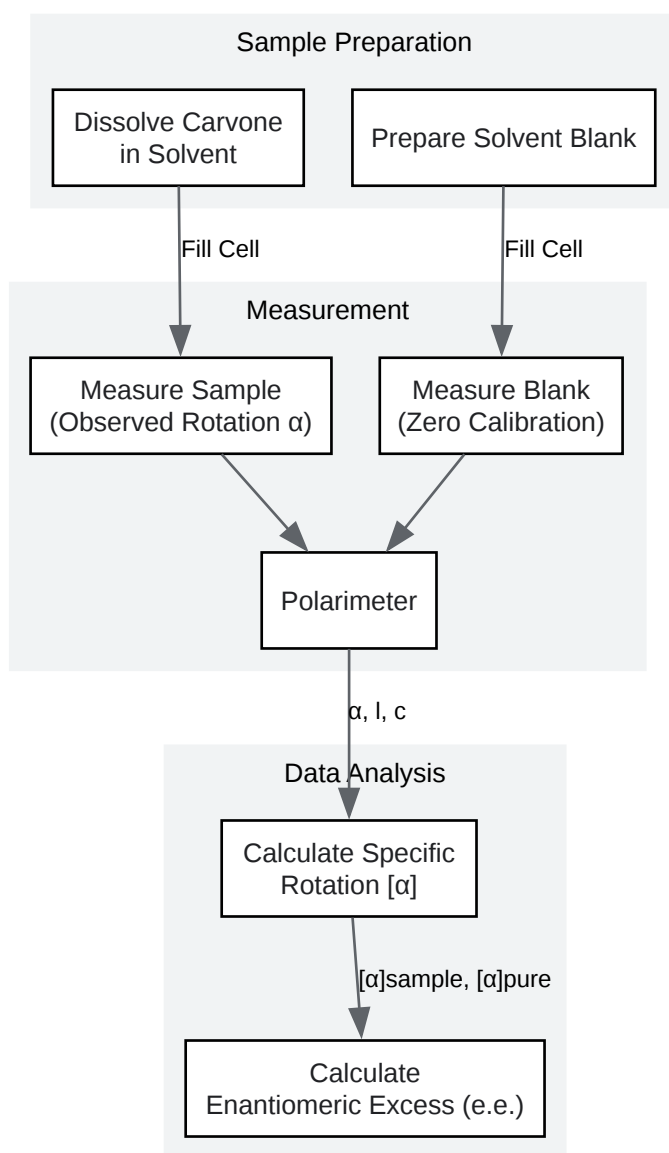 Sample Preparation
Dissolve Carvone
in Solvent
Prepare Solvent Blank
Fill Cell
Fill Cell
Measurement
Measure Sample
(Observed Rotation α)
Measure Blank
(Zero Calibration)
Polarimeter
α, l, c
Data Analysis
Calculate Specific
Rotation [α]
[α]sample, [α]pure
Calculate
Enantiomeric Excess (e.e.)